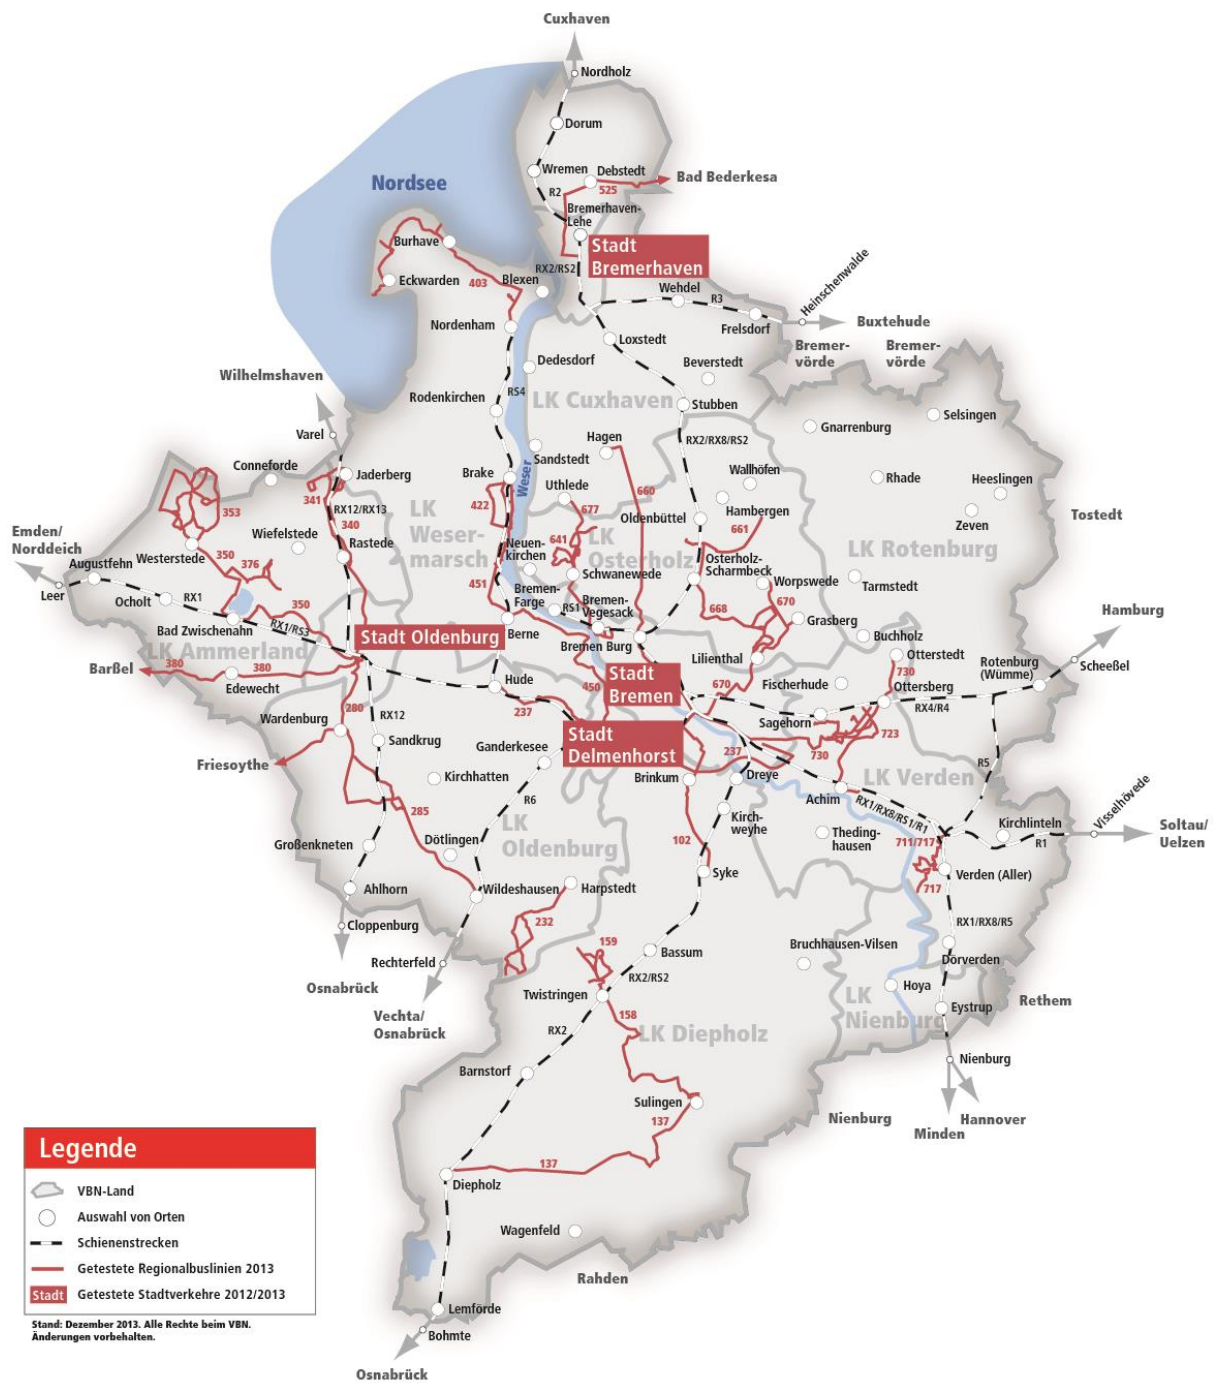 Cuxhaven
Nordholz
Dorum
Wremen
Debstedt
Bad Bederkesa
R2
525
Nordsee
Bremerhaven-
Lehe
Burhave
Stadt
Bremerhaven
Eckwarden
403
Blexen
RX2/RS2
Wehdel
R3
Heinschenwalde
Nordenham
Frelsdorf
Buxtehude
Loxstedt
Bremer-
vörde
Bremer-
vörde
Dedesdorf
Beverstedt
Wilhelmshaven
RS4
Rodenkirchen
LK Cuxhaven
Stubben
Selsingen
Gnarrenburg
Varel
Hagen
RX2/RX8/RS2
Conneforde
Jaderberg
Brake
Sandstedt
Weser
Wallhöfen
Rhade
Heeslingen
Uthlede
660
341
353
RX12/RX13
422
LK
Weser-
marsch
677
Oldenbüttel
Hambergen
661
Zeven
Tostedt
340
Wiefelstede
Rastede
Emden/
Norddeich
Westerstede
350
376
Neuen-
kirchen
641
LK
Osterholz
LK Rotenburg
Augustfehn
Osterholz-
Scharmbeck
Schwanewede
Worpswede
Tarmstedt
Leer
Ocholt
RX1
451
Bremen-
Farge
RS1
Bremen-
Vegesack
668
670
350
Hamburg
Grasberg
Bad Zwischenahn
RX1/RS3
Stadt Oldenburg
Berne
Bremen Burg
Buchholz
LK Ammerland
Lilienthal
Otterstedt
Barßel
380
380
Rotenburg
(Wümme)
Scheeßel
Edewecht
Hude
450
Stadt
Bremen
670
Fischerhude
730
Ottersberg
280
237
RX4/R4
Wardenburg
RX12
Sagehorn
Sandkrug
Stadt
Delmenhorst
723
Ganderkesee
237
730
Friesoythe
R5
Kirchhatten
Brinkum
Dreye
LK Verden
Achim
Visselhövede
R6
RX1/RX8/RS1/R1
285
Kirch-
weyhe
Kirchlinteln
Soltau/
Uelzen
LK
Oldenburg
Theding-
hausen
Dötlingen
102
711/717
R1
Großenkneten
Syke
Verden (Aller)
Ahlhorn
Wildeshausen
Harpstedt
717
Cloppenburg
232
RX1/RX8/R5
159
Bruchhausen-Vilsen
Bassum
Rechterfeld
Dörverden
RX2/RS2
Osnabrück
Twistringen
Hoya
LK
Nienburg
Rethem
Vechta/
Osnabrück
158
Eystrup
RX2
LK Diepholz
Nienburg
Barnstorf
Sulingen
137
Nienburg
Hannover
Minden
137
Diepholz
Wagenfeld
Rahden
Lemförde
Bohmte
Osnabrück
Legende
VBN-Land
Auswahl von Orten
Schienenstrecken
Getestete Regionalbuslinien 2013
Stadt Getestete Stadtverkehre 2012/2013
Stand: Dezember 2013. Alle Rechte beim VBN.
Änderungen vorbehalten.